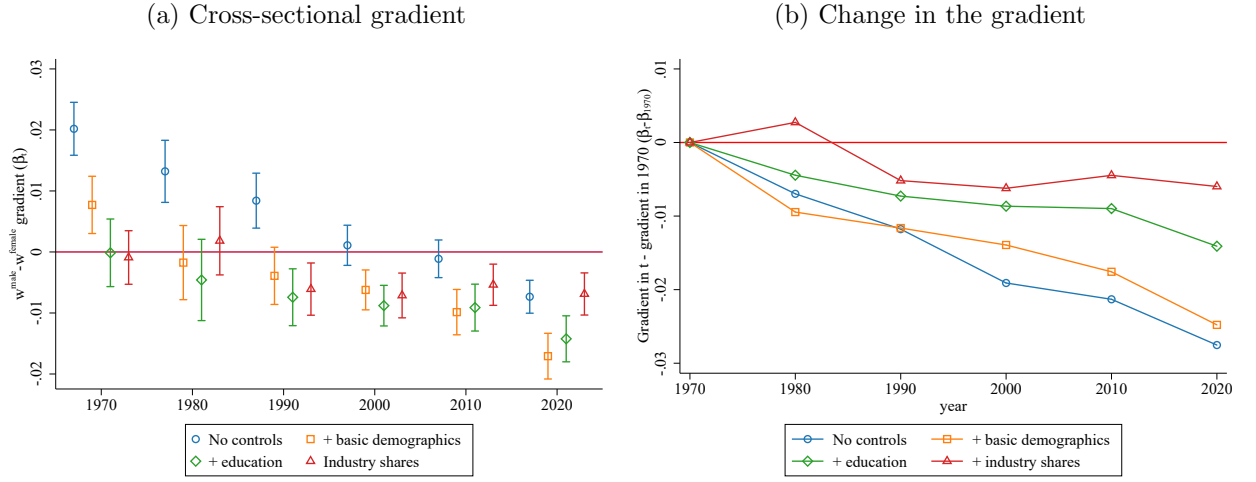 (a) Cross-sectional gradient
w^male-w^female gradient (β_t)
.03
.02
.01
0
-.01
-.02
1970 1980 1990 2000 2010 2020
No controls + basic demographics
+ education Industry shares
(b) Change in the gradient
Gradient in t - gradient in 1970 (β_t-β_1970)
.01
0
-.01
-.02
-.03
1970 1980 1990 2000 2010 2020
year
No controls + basic demographics
+ education + industry shares